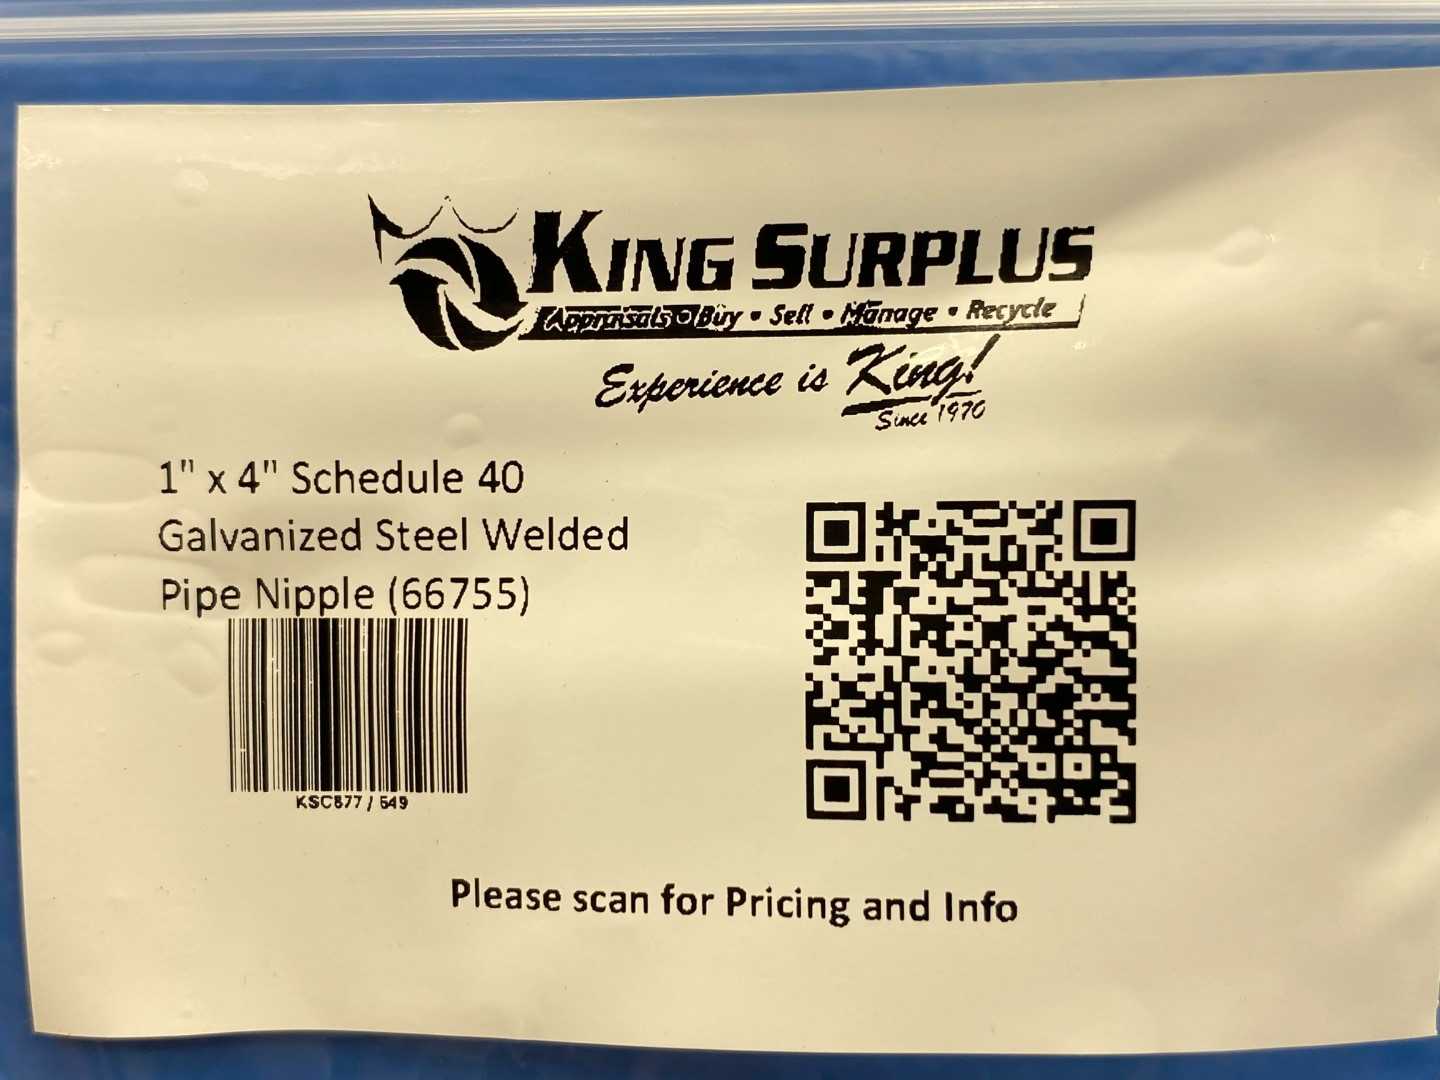 KING SURPLUS
Appraisals • Buy • Sell • Manage • Recycle
Experience is King!
Since 1970
1" x 4" Schedule 40
Galvanized Steel Welded
Pipe Nipple (66755)
KSC877 / 549
Please scan for Pricing and Info